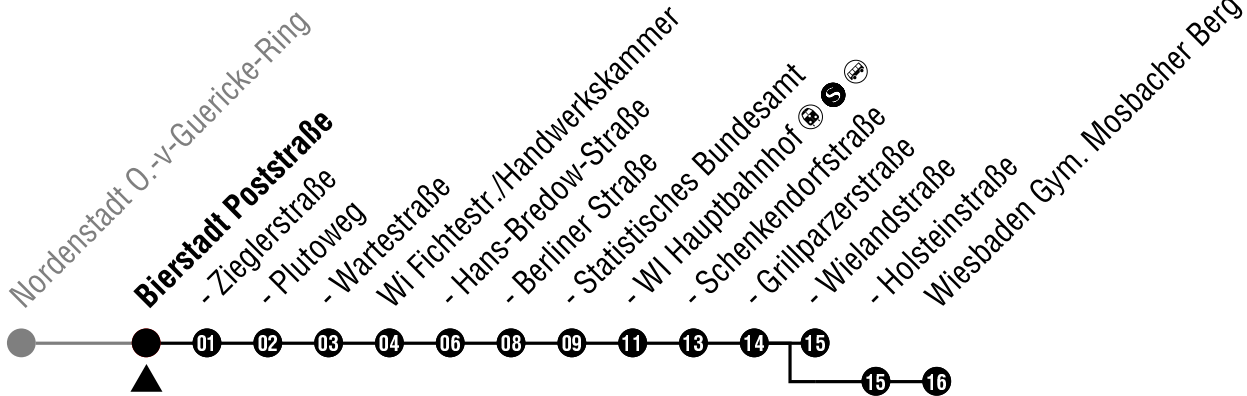 Nordenstadt O.-v-Guericke-Ring
Bierstadt Poststraße
- Zieglerstraße
- Plutoweg
- Wartestraße
Wi Fichtestr./Handwerkskammer
- Hans-Bredow-Straße
- Berliner Straße
- Statistisches Bundesamt
- WI Hauptbahnhof S
- Schenkendorfstraße
- Grillparzerstraße
- Wielandstraße
- Holsteinstraße
Wiesbaden Gym. Mosbacher Berg
01 02 03 04 06 08 09 11 13 14 15
15 16